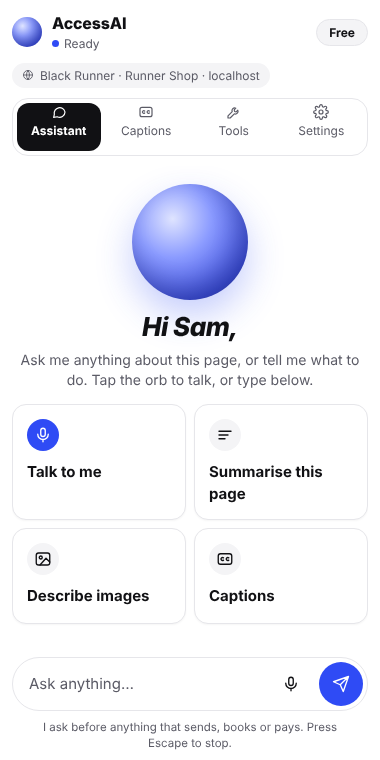 AccessAI
Ready
Free
Black Runner · Runner Shop · localhost
Assistant
Captions
Tools
Settings
Hi Sam,
Ask me anything about this page, or tell me what to
do. Tap the orb to talk, or type below.
Talk to me
Summarise this
page
Describe images
Captions
Ask anything...
I ask before anything that sends, books or pays. Press
Escape to stop.